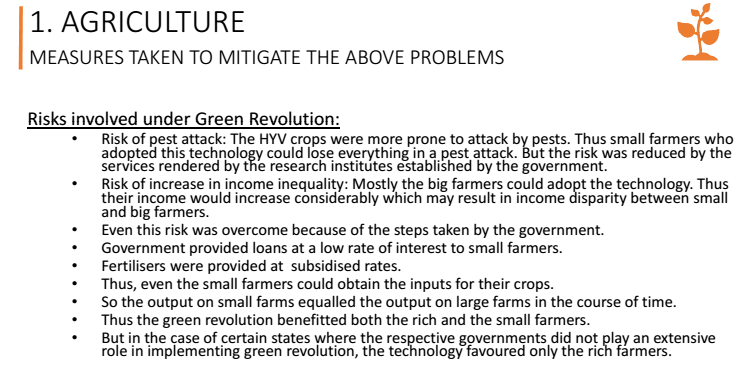 1. AGRICULTURE
MEASURES TAKEN TO MITIGATE THE ABOVE PROBLEMS
Risks involved under Green Revolution:
• Risk of pest attack: The HYV crops were more prone to attack by pests. Thus small farmers who
adopted this technology could lose everything in a pest attack. But the risk was reduced by the
services rendered by the research institutes established by the government.
• Risk of increase in income inequality: Mostly the big farmers could adopt the technology. Thus
their income would increase considerably which may result in income disparity between small
and big farmers.
• Even this risk was overcome because of the steps taken by the government.
• Government provided loans at a low rate of interest to small farmers.
• Fertilisers were provided at  subsidised rates.
• Thus, even the small farmers could obtain the inputs for their crops.
• So the output on small farms equalled the output on large farms in the course of time.
• Thus the green revolution benefitted both the rich and the small farmers.
• But in the case of certain states where the respective governments did not play an extensive
role in implementing green revolution, the technology favoured only the rich farmers.